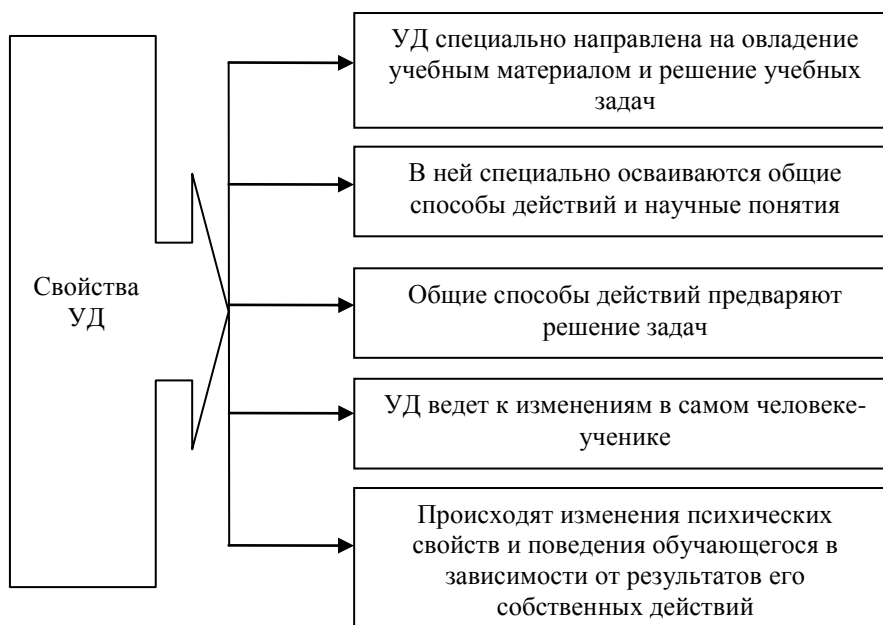 УД специально направлена на овладение
учебным материалом и решение учебных
задач
В ней специально осваиваются общие
способы действий и научные понятия
Свойства
УД
Общие способы действий предваряют
решение задач
УД ведет к изменениям в самом человеке-
ученике
Происходят изменения психических
свойств и поведения обучающегося в
зависимости от результатов его
собственных действий